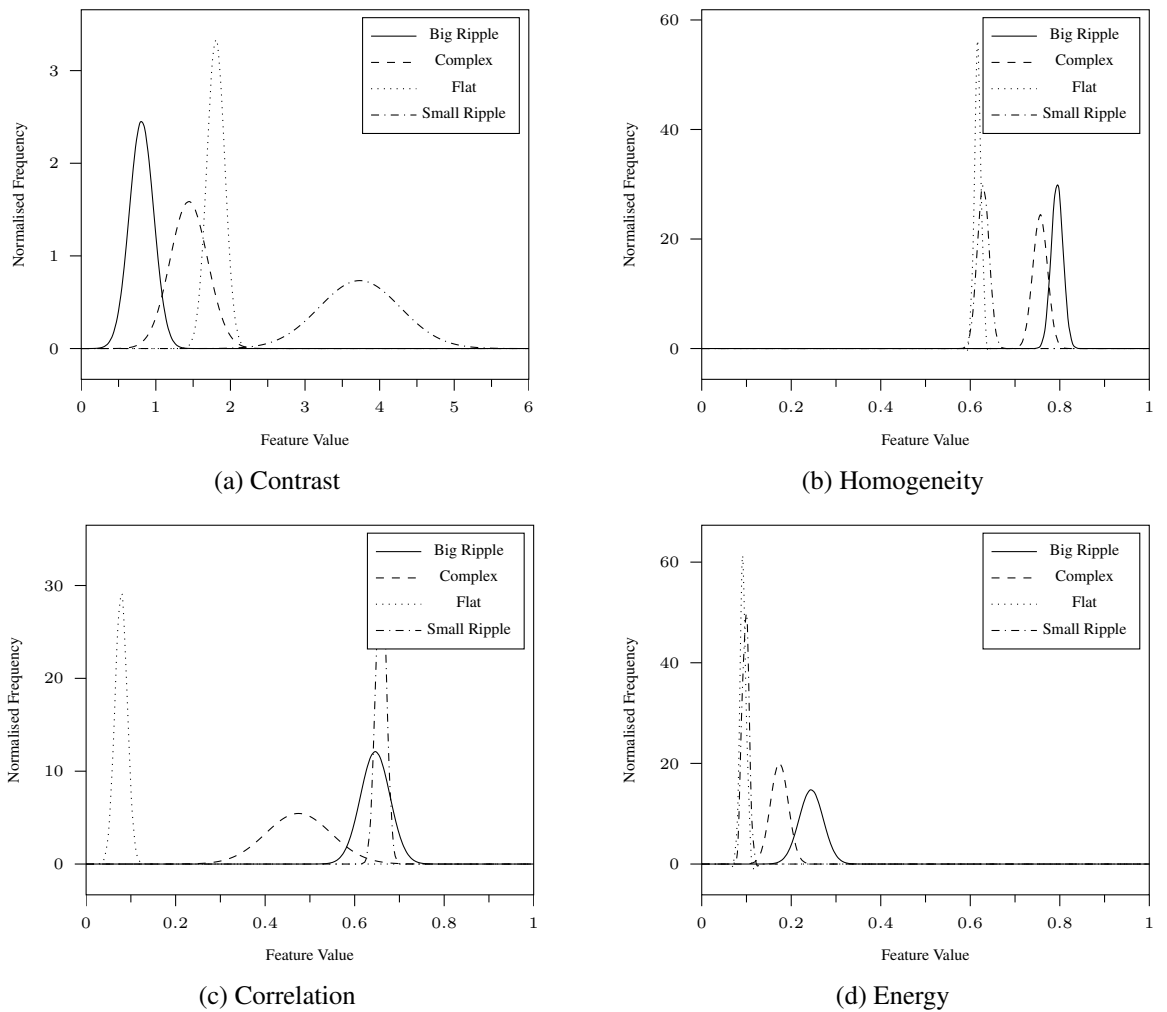 Big Ripple
Complex
Flat
Small Ripple
3
2
1
0
Normalised Frequency
0 1 2 3 4 5 6
Feature Value
(a) Contrast
Big Ripple
Complex
Flat
Small Ripple
60
40
20
0
Normalised Frequency
0 0.2 0.4 0.6 0.8 1
Feature Value
(b) Homogeneity
Big Ripple
Complex
Flat
Small Ripple
30
20
10
0
Normalised Frequency
0 0.2 0.4 0.6 0.8 1
Feature Value
(c) Correlation
Big Ripple
Complex
Flat
Small Ripple
60
40
20
0
Normalised Frequency
0 0.2 0.4 0.6 0.8 1
Feature Value
(d) Energy